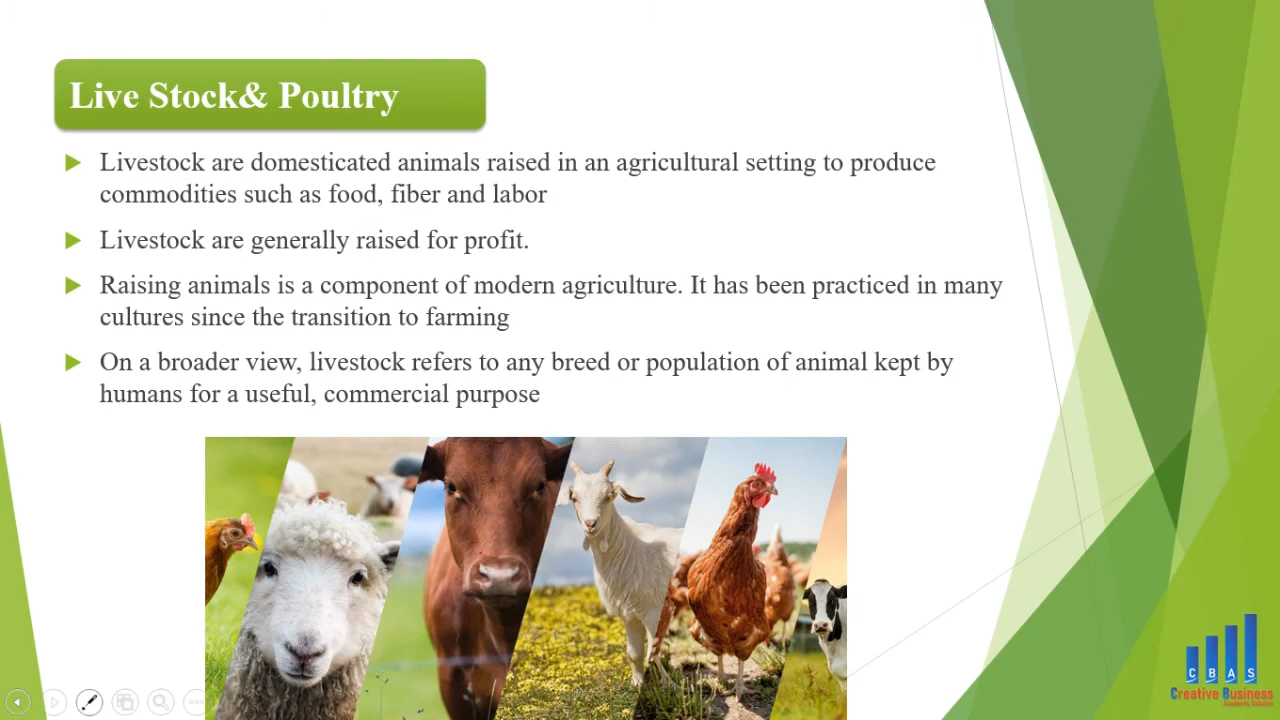 Live Stock& Poultry
Livestock are domesticated animals raised in an agricultural setting to produce
commodities such as food, fiber and labor
Livestock are generally raised for profit.
Raising animals is a component of modern agriculture. It has been practiced in many
cultures since the transition to farming
On a broader view, livestock refers to any breed or population of animal kept by
humans for a useful, commercial purpose
CBAS
Creative Business
Academic Solution